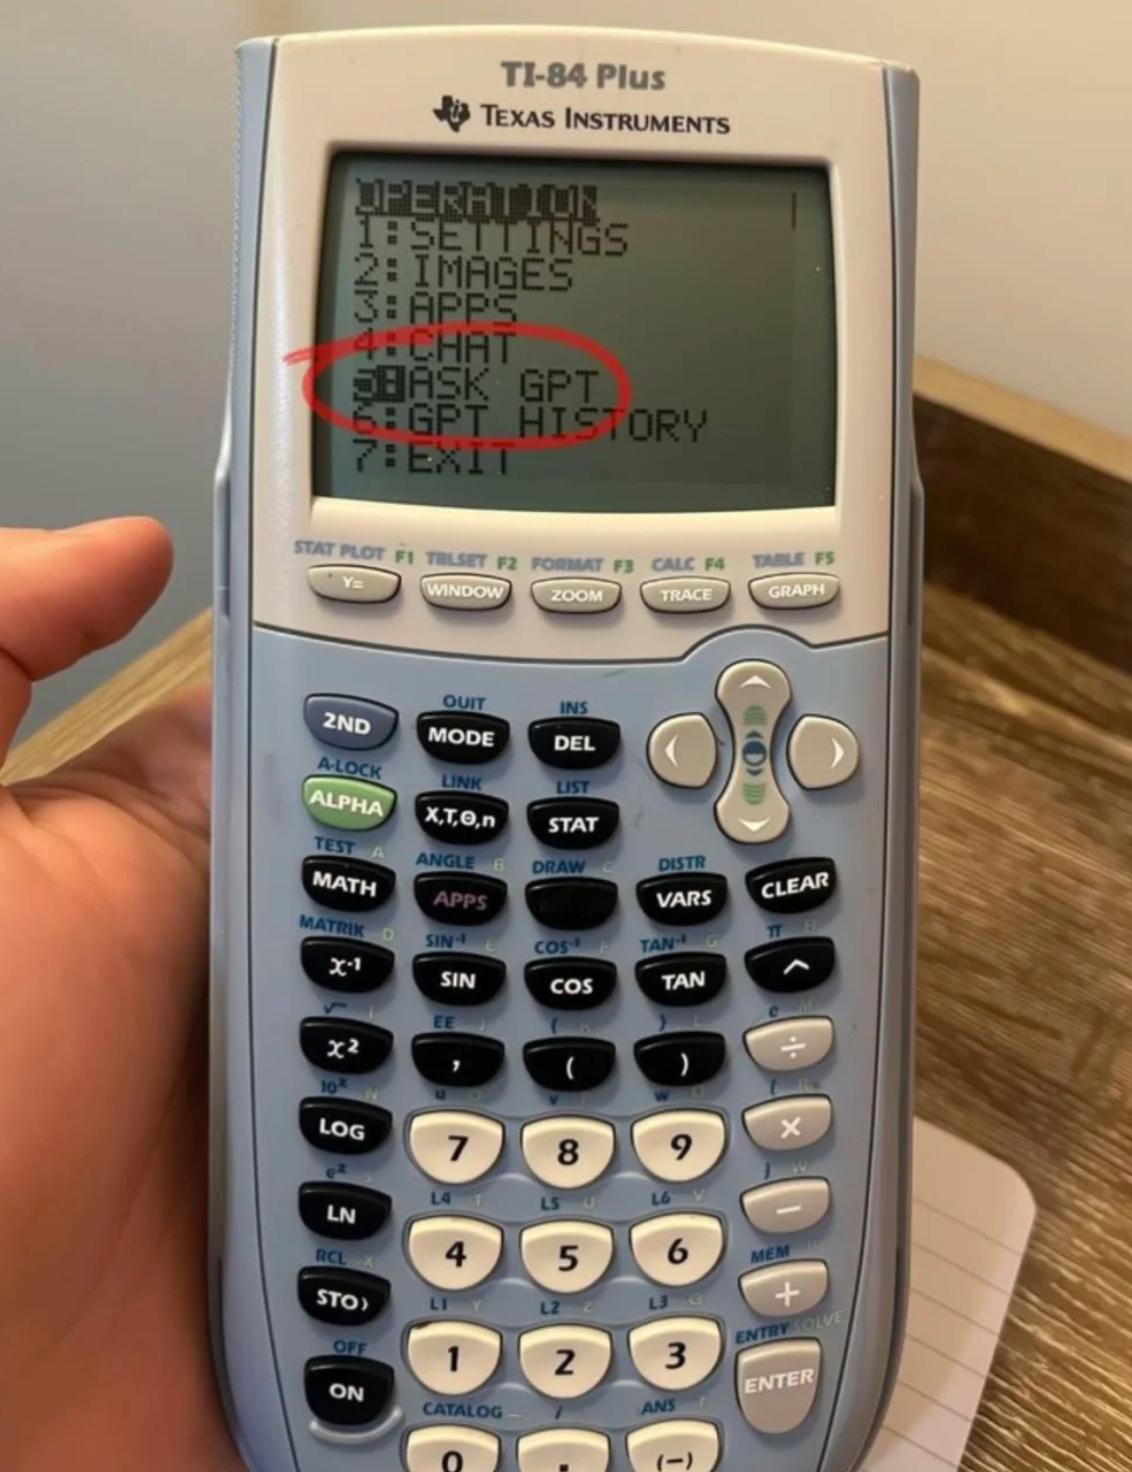 TI-84 Plus
TEXAS INSTRUMENTS
OPERATION
1:SETTINGS
2:IMAGES
3:APPS
4:CHAT
5:ASK GPT
6:GPT HISTORY
7:EXIT
STAT PLOT F1 TBLSET F2 FORMAT F3 CALC F4 TABLE F5
Y= WINDOW ZOOM TRACE GRAPH
QUIT INS
2ND MODE DEL
A-LOCK LINK LIST
ALPHA X,T,Θ,n STAT
TEST A ANGLE B DRAW C DISTR
MATH APPS VARS CLEAR
MATRIX D SIN⁻¹ E COS⁻¹ F TAN⁻¹ G π H
x⁻¹ SIN COS TAN ^
√ I EE J { K } L e M
x² , ( ) ÷
10ˣ N u O v P w Q [ R
LOG 7 8 9 ×
eˣ S L4 T L5 U L6 V ] W
LN 4 5 6 −
RCL X L1 Y L2 Z L3 Θ MEM
STO› 1 2 3 +
OFF ENTRY SOLVE
ON ENTER
CATALOG ANS
0 . (−)